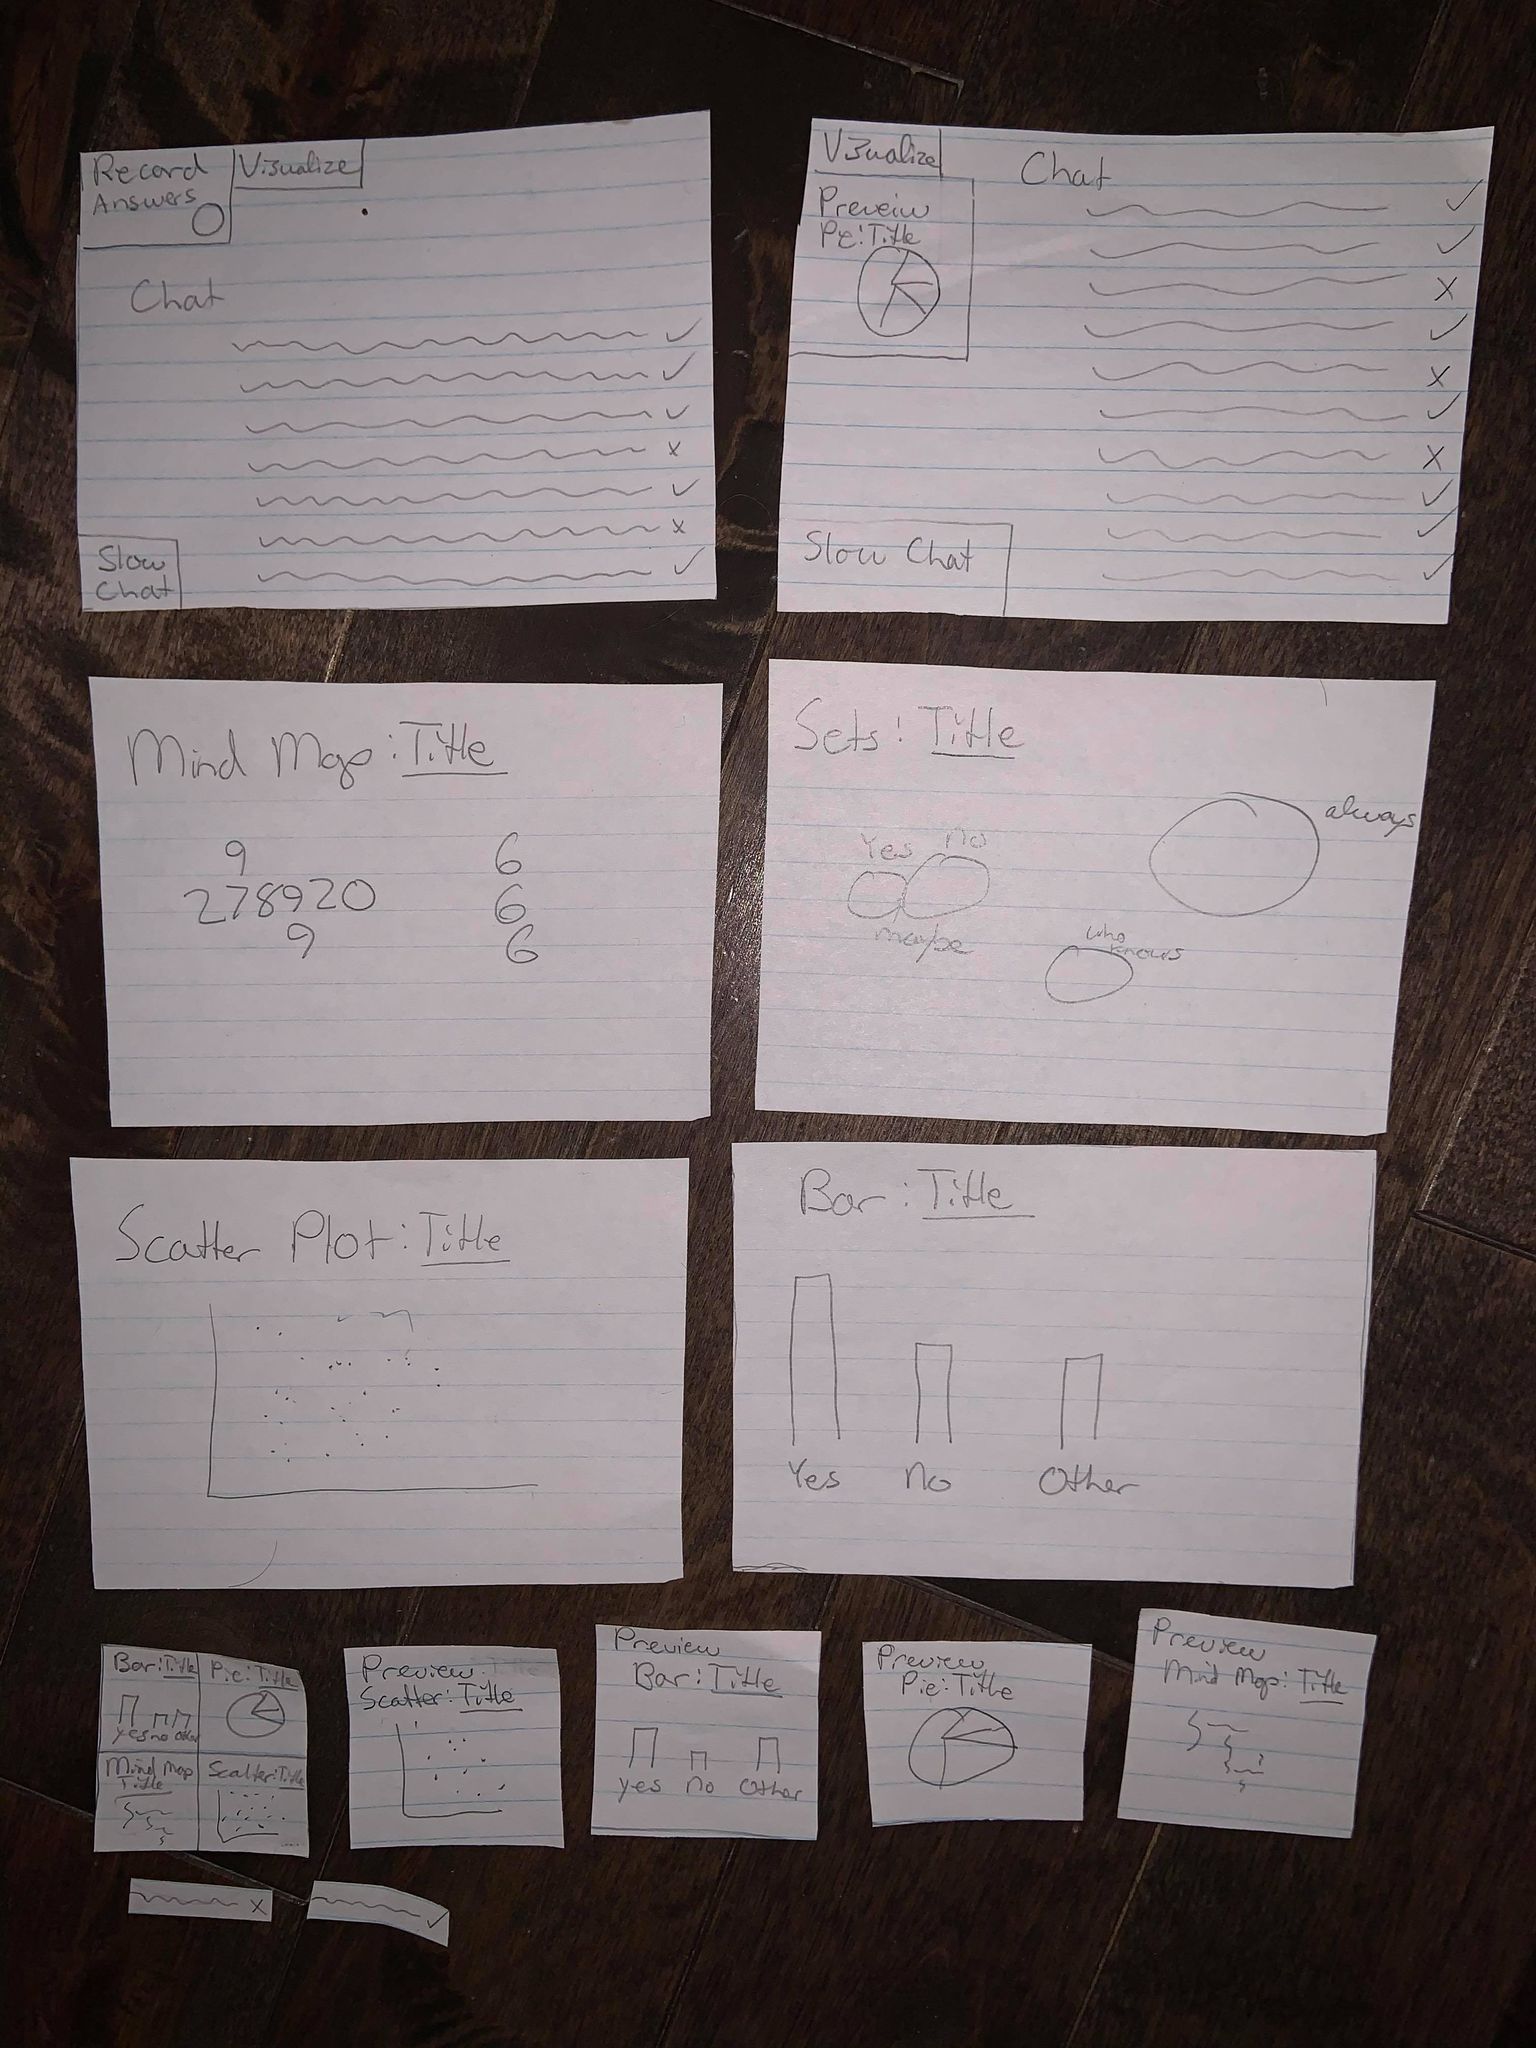 Record
Answers
Visualize
Chat
✓
✓
✓
x
✓
x
✓
Slow
Chat
Visualize
Preveiw
Pie: Title
Chat
✓
✓
X
✓
X
✓
X
✓
✓
✓
Slow Chat
Mind Map: Title
9 6
278920 6
9 6
Sets: Title
always
Yes no
maybe
who
knows
Scatter Plot: Title
Bar: Title
Yes no Other
Bar: Title
yes no Other
Pie: Title
Mind Map
Title
Scatter: Title
Preview
Scatter: Title
Preview
Bar: Title
yes no Other
Preview
Pie: Title
Preview
Mind Map: Title
x
✓